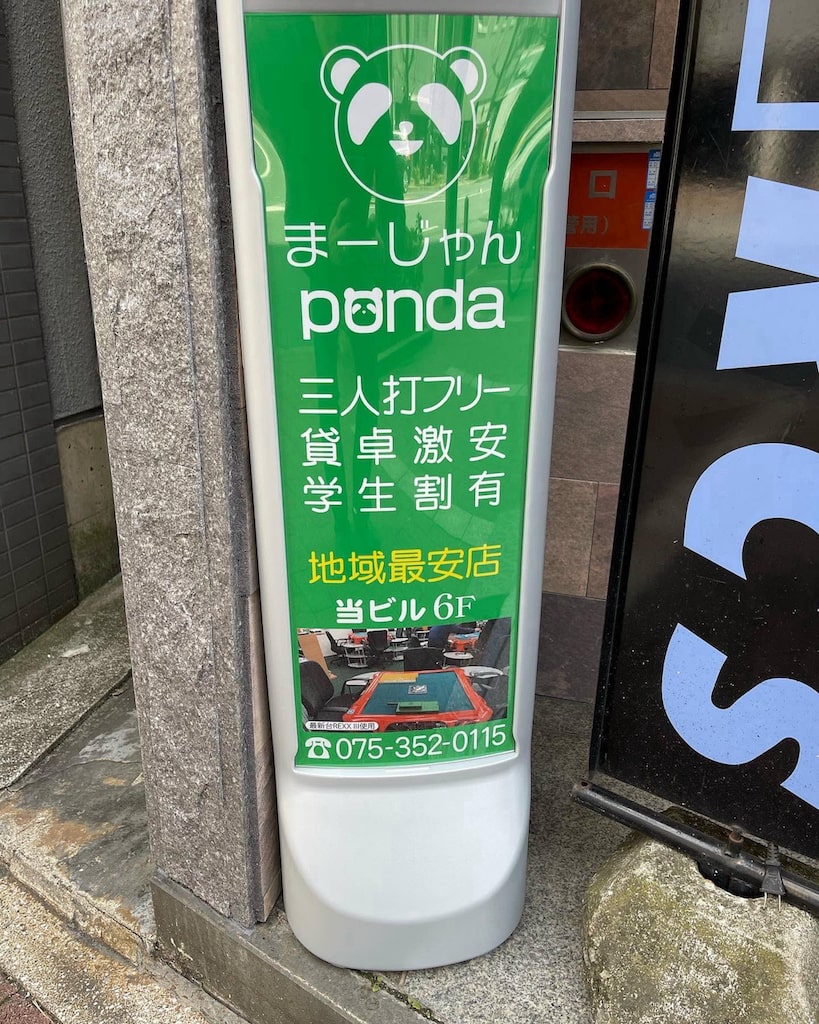 まーじゃん
panda
三人打フリー
貸卓激安
学生割有
地域最安店
当ビル6F
最新台REXX III使用
☎075-352-0115
管用)